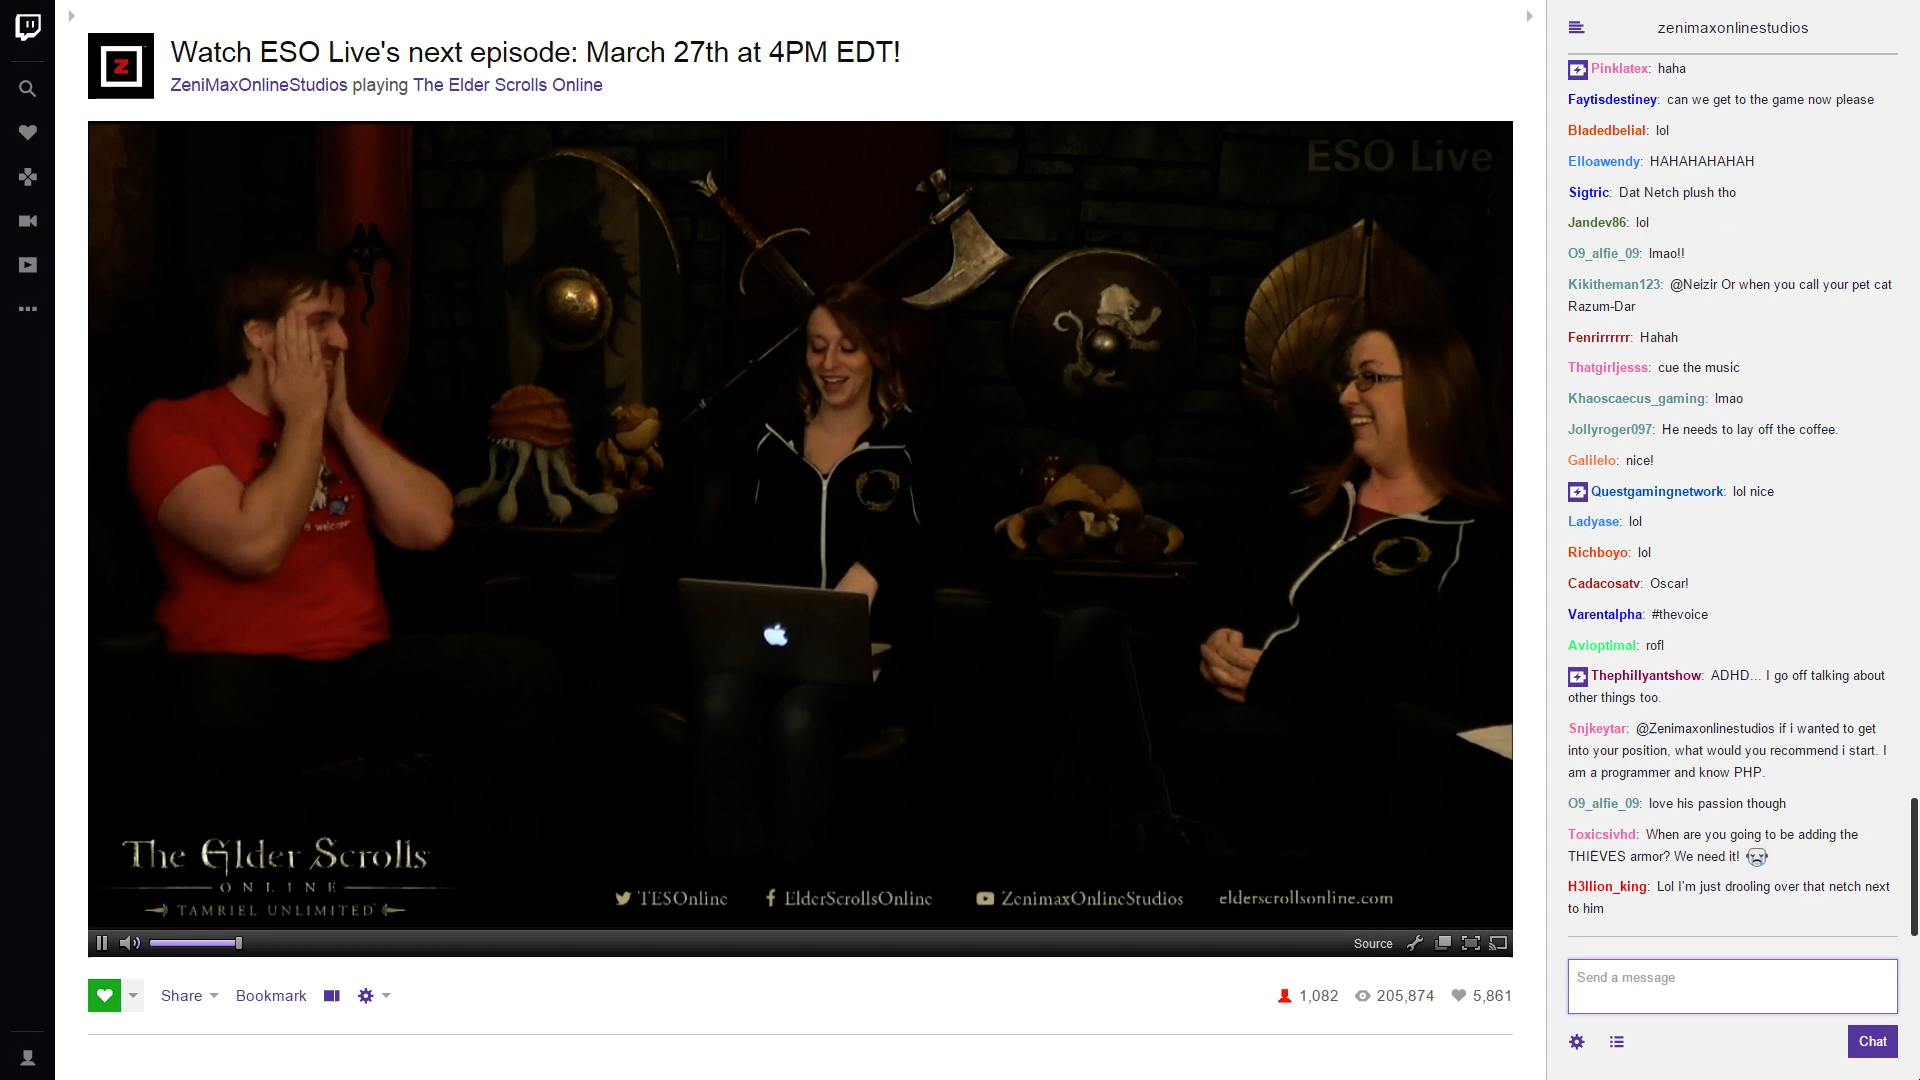 Watch ESO Live's next episode: March 27th at 4PM EDT!
ZeniMaxOnlineStudios playing The Elder Scrolls Online
ESO Live
welcome
The Elder Scrolls
ONLINE
TAMRIEL UNLIMITED
TESOnline
ElderScrollsOnline
ZenimaxOnlineStudios
elderscrollsonline.com
Source
Share
Bookmark
1,082
205,874
5,861
zenimaxonlinestudios
Pinklatex: haha
Faytisdestiney: can we get to the game now please
Bladedbelial: lol
Elloawendy: HAHAHAHAHAH
Sigtric: Dat Netch plush tho
Jandev86: lol
O9_alfie_09: lmao!!
Kikitheman123: @Neizir Or when you call your pet cat
Razum-Dar
Fenrirrrrrr: Hahah
Thatgirljesss: cue the music
Khaoscaecus_gaming: lmao
Jollyroger097: He needs to lay off the coffee.
Galilelo: nice!
Questgamingnetwork: lol nice
Ladyase: lol
Richboyo: lol
Cadacosatv: Oscar!
Varentalpha: #thevoice
Avioptimal: rofl
Thephillyantshow: ADHD... I go off talking about
other things too.
Snjkeytar: @Zenimaxonlinestudios if i wanted to get
into your position, what would you recommend i start. I
am a programmer and know PHP.
O9_alfie_09: love his passion though
Toxicsivhd: When are you going to be adding the
THIEVES armor? We need it!
H3llion_king: Lol I'm just drooling over that netch next
to him
Send a message
Chat